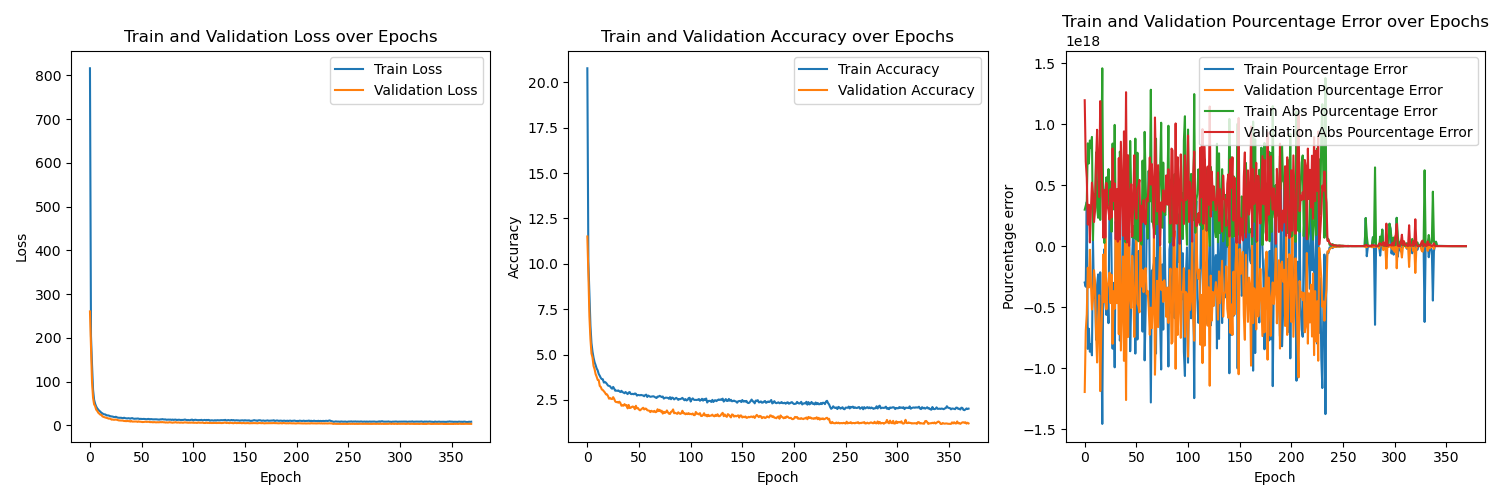 Train and Validation Loss over Epochs
Train Loss
Validation Loss
Loss
800
700
600
500
400
300
200
100
0
0 50 100 150 200 250 300 350
Epoch
Train and Validation Accuracy over Epochs
Train Accuracy
Validation Accuracy
Accuracy
20.0
17.5
15.0
12.5
10.0
7.5
5.0
2.5
0 50 100 150 200 250 300 350
Epoch
Train and Validation Pourcentage Error over Epochs
1e18
Train Pourcentage Error
Validation Pourcentage Error
Train Abs Pourcentage Error
Validation Abs Pourcentage Error
Pourcentage error
1.5
1.0
0.5
0.0
−0.5
−1.0
−1.5
0 50 100 150 200 250 300 350
Epoch